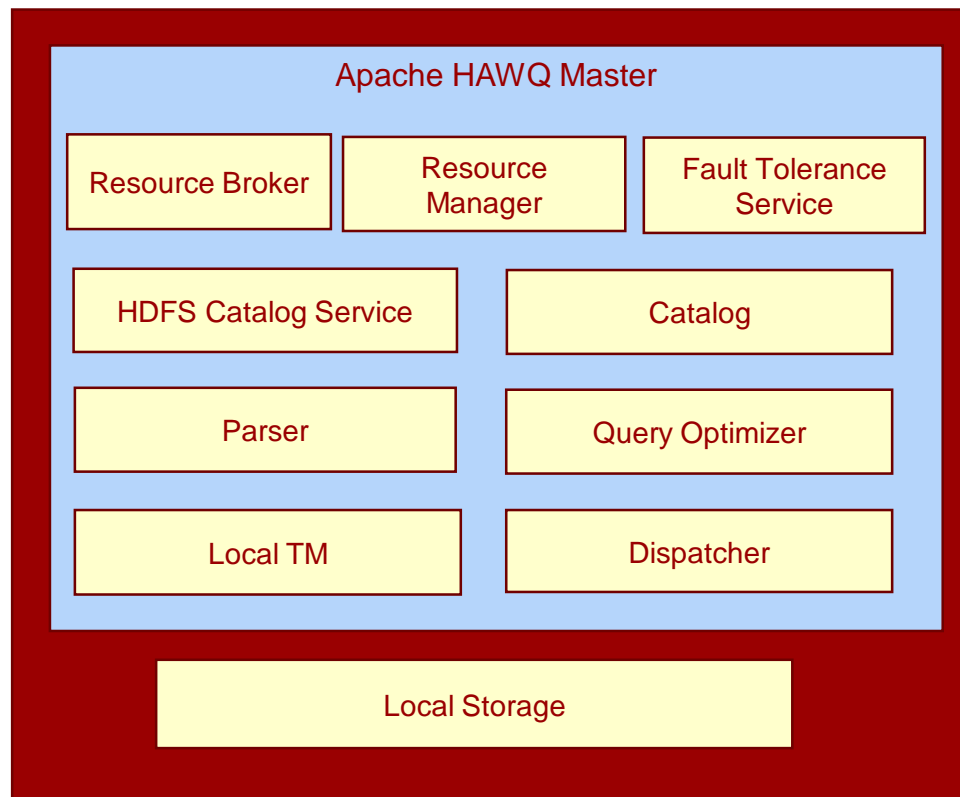 Apache HAWQ Master
Resource Broker
Resource
Manager
Fault Tolerance
Service
HDFS Catalog Service
Catalog
Parser
Query Optimizer
Local TM
Dispatcher
Local Storage